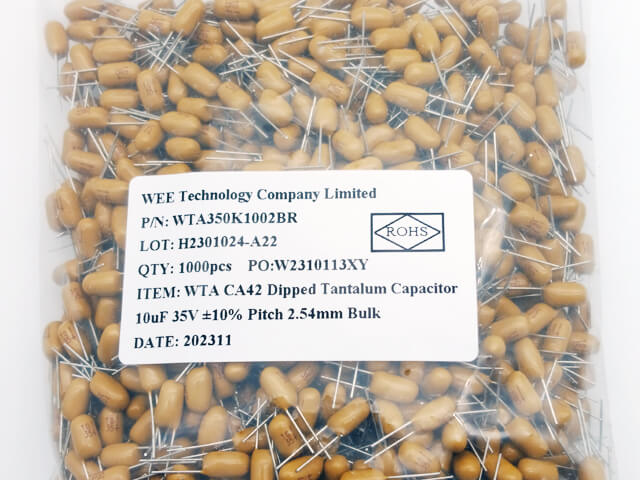 WEE Technology Company Limited
P/N: WTA350K1002BR
LOT: H2301024-A22
ROHS
QTY: 1000pcs PO:W2310113XY
ITEM: WTA CA42 Dipped Tantalum Capacitor
10uF 35V ±10% Pitch 2.54mm Bulk
DATE: 202311